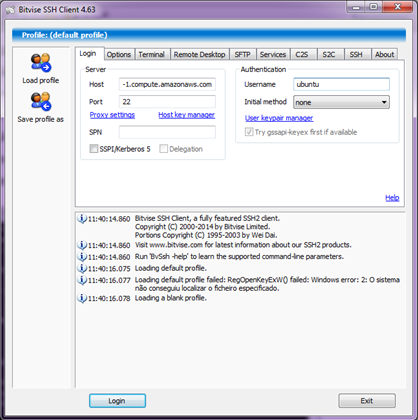 Bitvise SSH Client 4.63
Profile: (default profile)
Load profile
Save profile as
Login Options Terminal Remote Desktop SFTP Services C2S S2C SSH About
Server
Host -1.compute.amazonaws.com
Port 22
Proxy settings Host key manager
SPN
SSPI/Kerberos 5 Delegation
Authentication
Username ubuntu
Initial method none
User keypair manager
Try gssapi-keyex first if available
Help
11:40:14.860 Bitvise SSH Client, a fully featured SSH2 client.
Copyright (C) 2000-2014 by Bitvise Limited.
Portions Copyright (C) 1995-2003 by Wei Dai.
11:40:14.860 Visit www.bitvise.com for latest information about our SSH2 products.
11:40:14.860 Run 'BvSsh -help' to learn the supported command-line parameters.
11:40:16.075 Loading default profile.
11:40:16.077 Loading default profile failed: RegOpenKeyExW() failed: Windows error: 2: O sistema
não conseguiu localizar o ficheiro especificado.
11:40:16.078 Loading a blank profile.
Login Exit